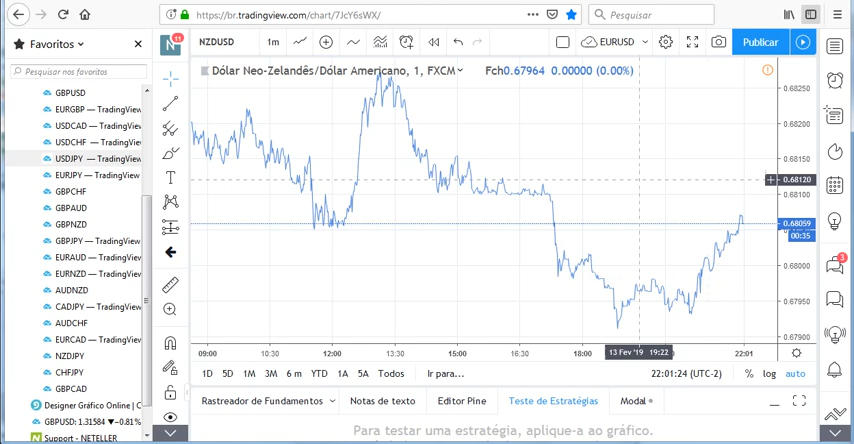 https://br.tradingview.com/chart/7JcY6sWX/
Pesquisar
Favoritos
Pesquisar nos favoritos
GBPUSD
EURGBP — TradingView
USDCAD — TradingView
USDCHF — TradingView
USDJPY — TradingView
EURJPY — TradingView
GBPCHF
GBPAUD
GBPNZD
GBPJPY — TradingView
EURAUD — TradingView
EURNZD — TradingView
AUDNZD
CADJPY — TradingView
AUDCHF
EURCAD — TradingView
NZDJPY
CHFJPY
GBPCAD
Designer Gráfico Online | C
GBPUSD: 1.31584 ▼−0.81%
Support - NETELLER
N
11
T
NZDUSD
1m
EURUSD
Publicar
Dólar Neo-Zelandês/Dólar Americano, 1, FXCM
Fch0.67964 0.00000 (0.00%)
0.68250
0.68200
0.68150
0.68120
0.68100
0.68059
00:35
0.68000
0.67950
0.67900
3
09:00 10:30 12:00 13:30 15:00 16:30 18:00 13 Fev '19 19:22 22:01
1D 5D 1M 3M 6 m YTD 1A 5A Todos Ir para... 22:01:24 (UTC-2) % log auto
Rastreador de Fundamentos Notas de texto Editor Pine Teste de Estratégias Modal
Para testar uma estratégia, aplique-a ao gráfico.